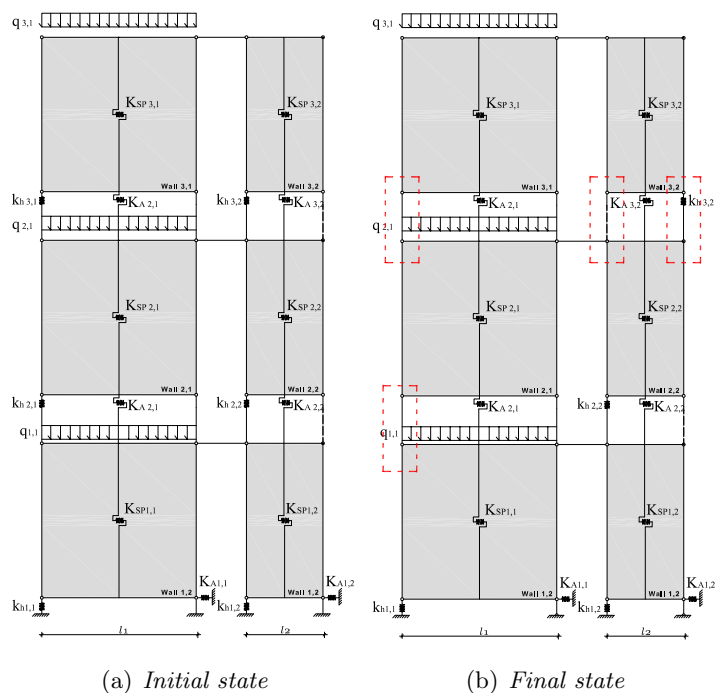 q 3,1
q 3,1
K SP 3,1
K SP 3,2
K SP 3,1
K SP 3,2
Wall 3,1
Wall 3,2
Wall 3,1
Wall 3,2
k h 3,1
K A 2,1
k h 3,2
K A 3,2
K A 2,1
K A 3,2
k h 3,2
q 2,1
q 2,1
K SP 2,1
K SP 2,2
K SP 2,1
K SP 2,2
Wall 2,1
Wall 2,2
Wall 2,1
Wall 2,2
k h 2,1
K A 2,1
k h 2,2
K A 2,2
K A 2,1
k h 2,2
K A 2,2
q 1,1
q 1,1
K SP1,1
K SP1,2
K SP1,1
K SP1,2
Wall 1,2
K A1,1
Wall 1,2
K A1,2
Wall 1,2
K A1,1
Wall 1,2
K A1,2
k h1,1
k h1,2
k h1,1
k h1,2
l1
l2
l1
l2
(a) Initial state
(b) Final state